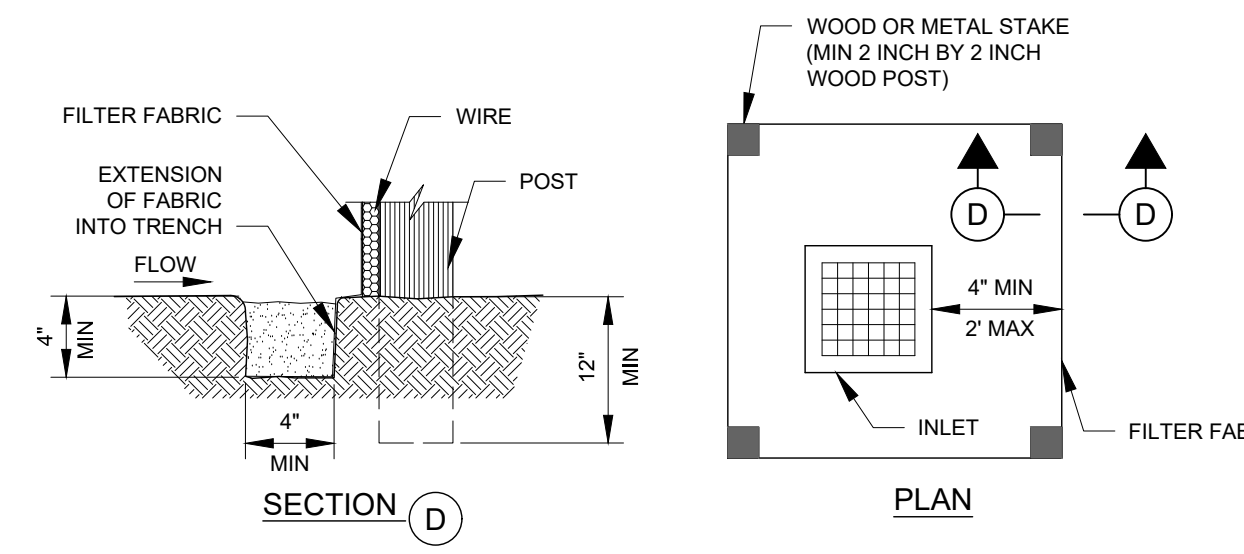 FILTER FABRIC
WIRE
EXTENSION
OF FABRIC
INTO TRENCH
POST
FLOW
4"
MIN
4"
MIN
12"
MIN
SECTION D
WOOD OR METAL STAKE
(MIN 2 INCH BY 2 INCH
WOOD POST)
D
D
4" MIN
2' MAX
INLET
FILTER
PLAN